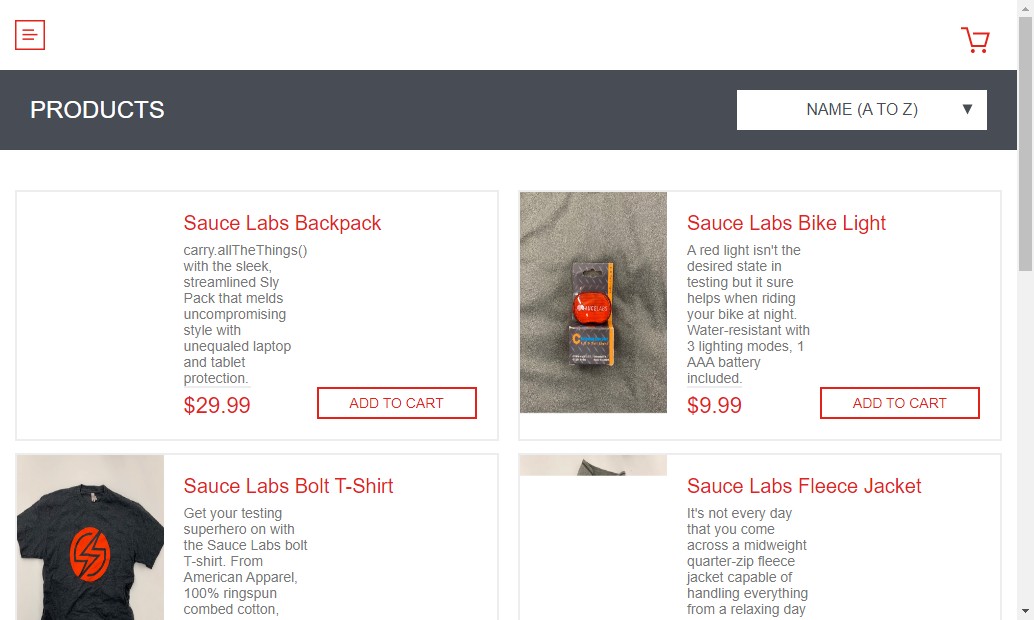 PRODUCTS
NAME (A TO Z)
Sauce Labs Backpack
carry.allTheThings()
with the sleek,
streamlined Sly
Pack that melds
uncompromising
style with
unequaled laptop
and tablet
protection.
$29.99
ADD TO CART
SAUCELABS
Sauce Labs Bike Light
A red light isn't the
desired state in
testing but it sure
helps when riding
your bike at night.
Water-resistant with
3 lighting modes, 1
AAA battery
included.
$9.99
ADD TO CART
Sauce Labs Bolt T-Shirt
Get your testing
superhero on with
the Sauce Labs bolt
T-shirt. From
American Apparel,
100% ringspun
combed cotton,
Sauce Labs Fleece Jacket
It's not every day
that you come
across a midweight
quarter-zip fleece
jacket capable of
handling everything
from a relaxing day